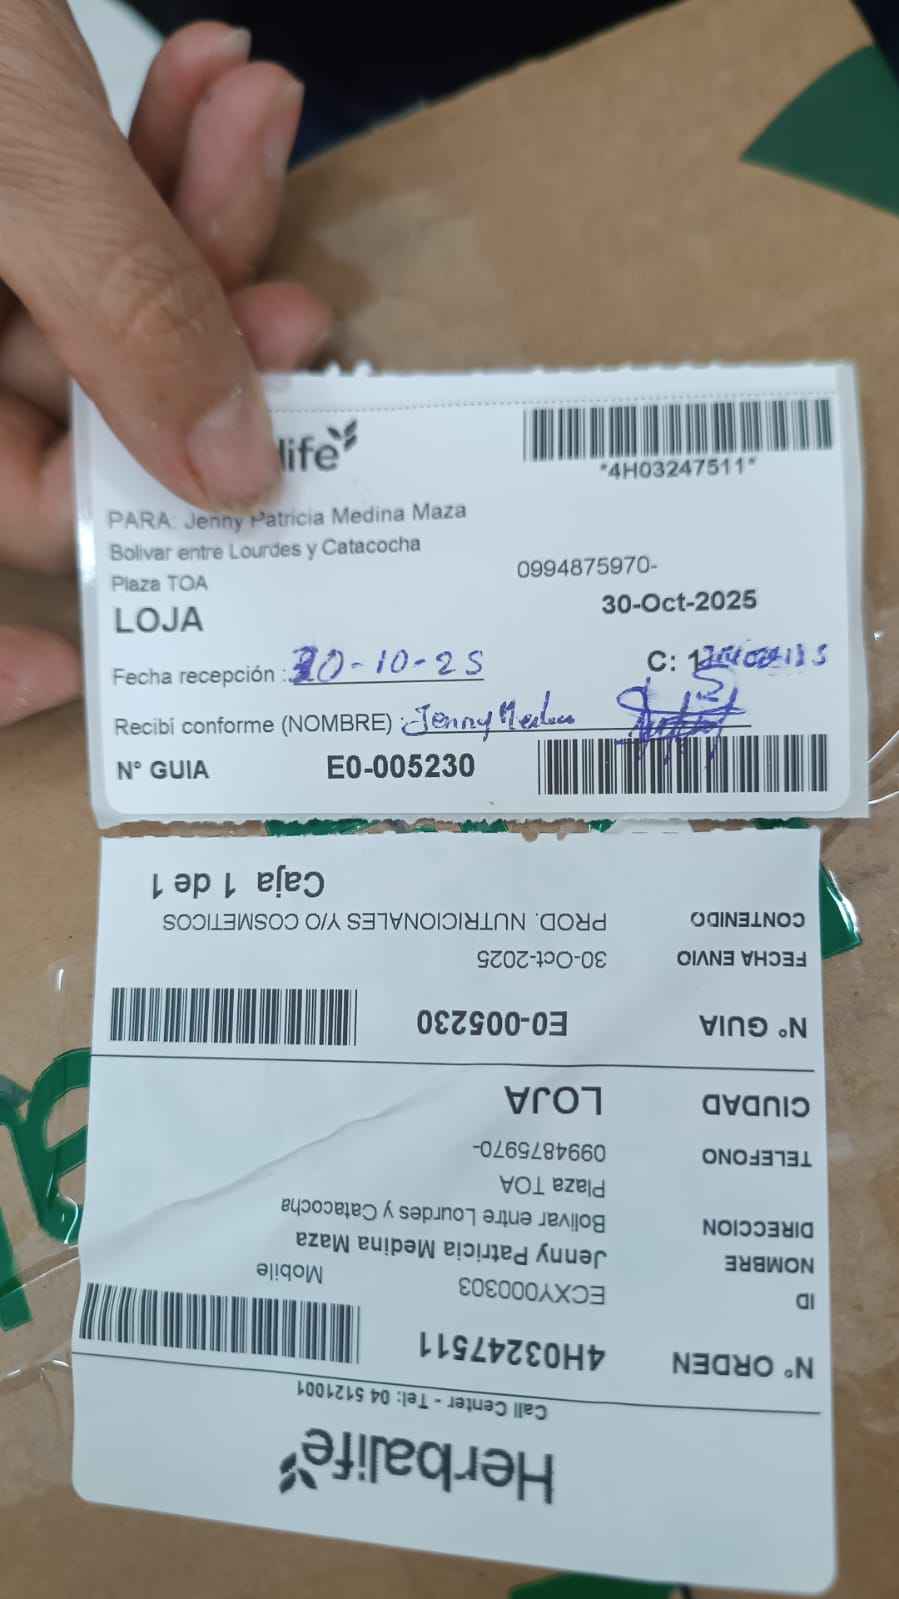 life
*4H03247511*
PARA: Jenny Patricia Medina Maza
Bolivar entre Lourdes y Catacocha
Plaza TOA
0994875970-
LOJA
30-Oct-2025
Fecha recepción : 30-10-25
C: 1
Recibí conforme (NOMBRE) : Jenny Medina
N° GUIA E0-005230
Herbalife
Call Center - Tel: 04 5121001
N° ORDEN 4H03247511
ID ECXY000303 Mobile
NOMBRE Jenny Patricia Medina Maza
DIRECCION Bolivar entre Lourdes y Catacocha
Plaza TOA
TELEFONO 0994875970-
CIUDAD LOJA
N° GUIA E0-005230
FECHA ENVIO 30-Oct-2025
CONTENIDO PROD. NUTRICIONALES Y/O COSMETICOS
Caja 1 de 1